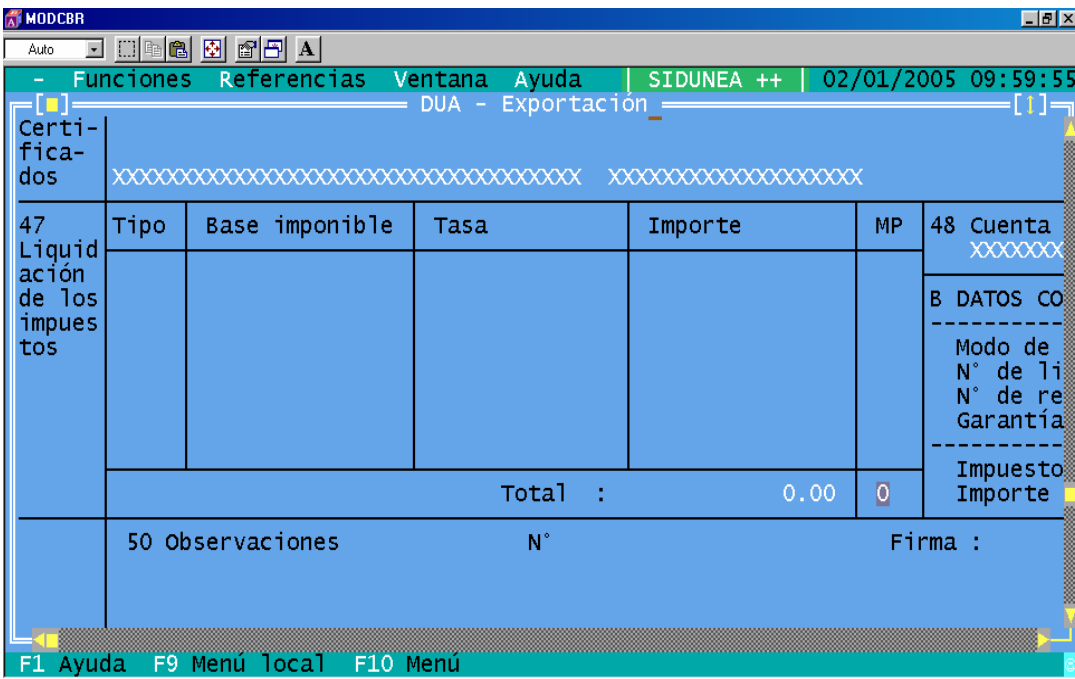 MODCBR
Auto
A
- Funciones Referencias Ventana Ayuda | SIDUNEA ++ | 02/01/2005 09:59:55
DUA - Exportación
Certi-
fica-
dos XXXXXXXXXXXXXXXXXXXXXXXXXXXXXXXXXXX XXXXXXXXXXXXXXXXXXX
47 Tipo Base imponible Tasa Importe MP 48 Cuenta
Liquid XXXXXXX
ación
de los B DATOS CO
impues ----------
tos Modo de
N° de li
N° de re
Garantía
----------
Impuesto
Total : 0.00 0 Importe
50 Observaciones N° Firma :
F1 Ayuda F9 Menú local F10 Menú